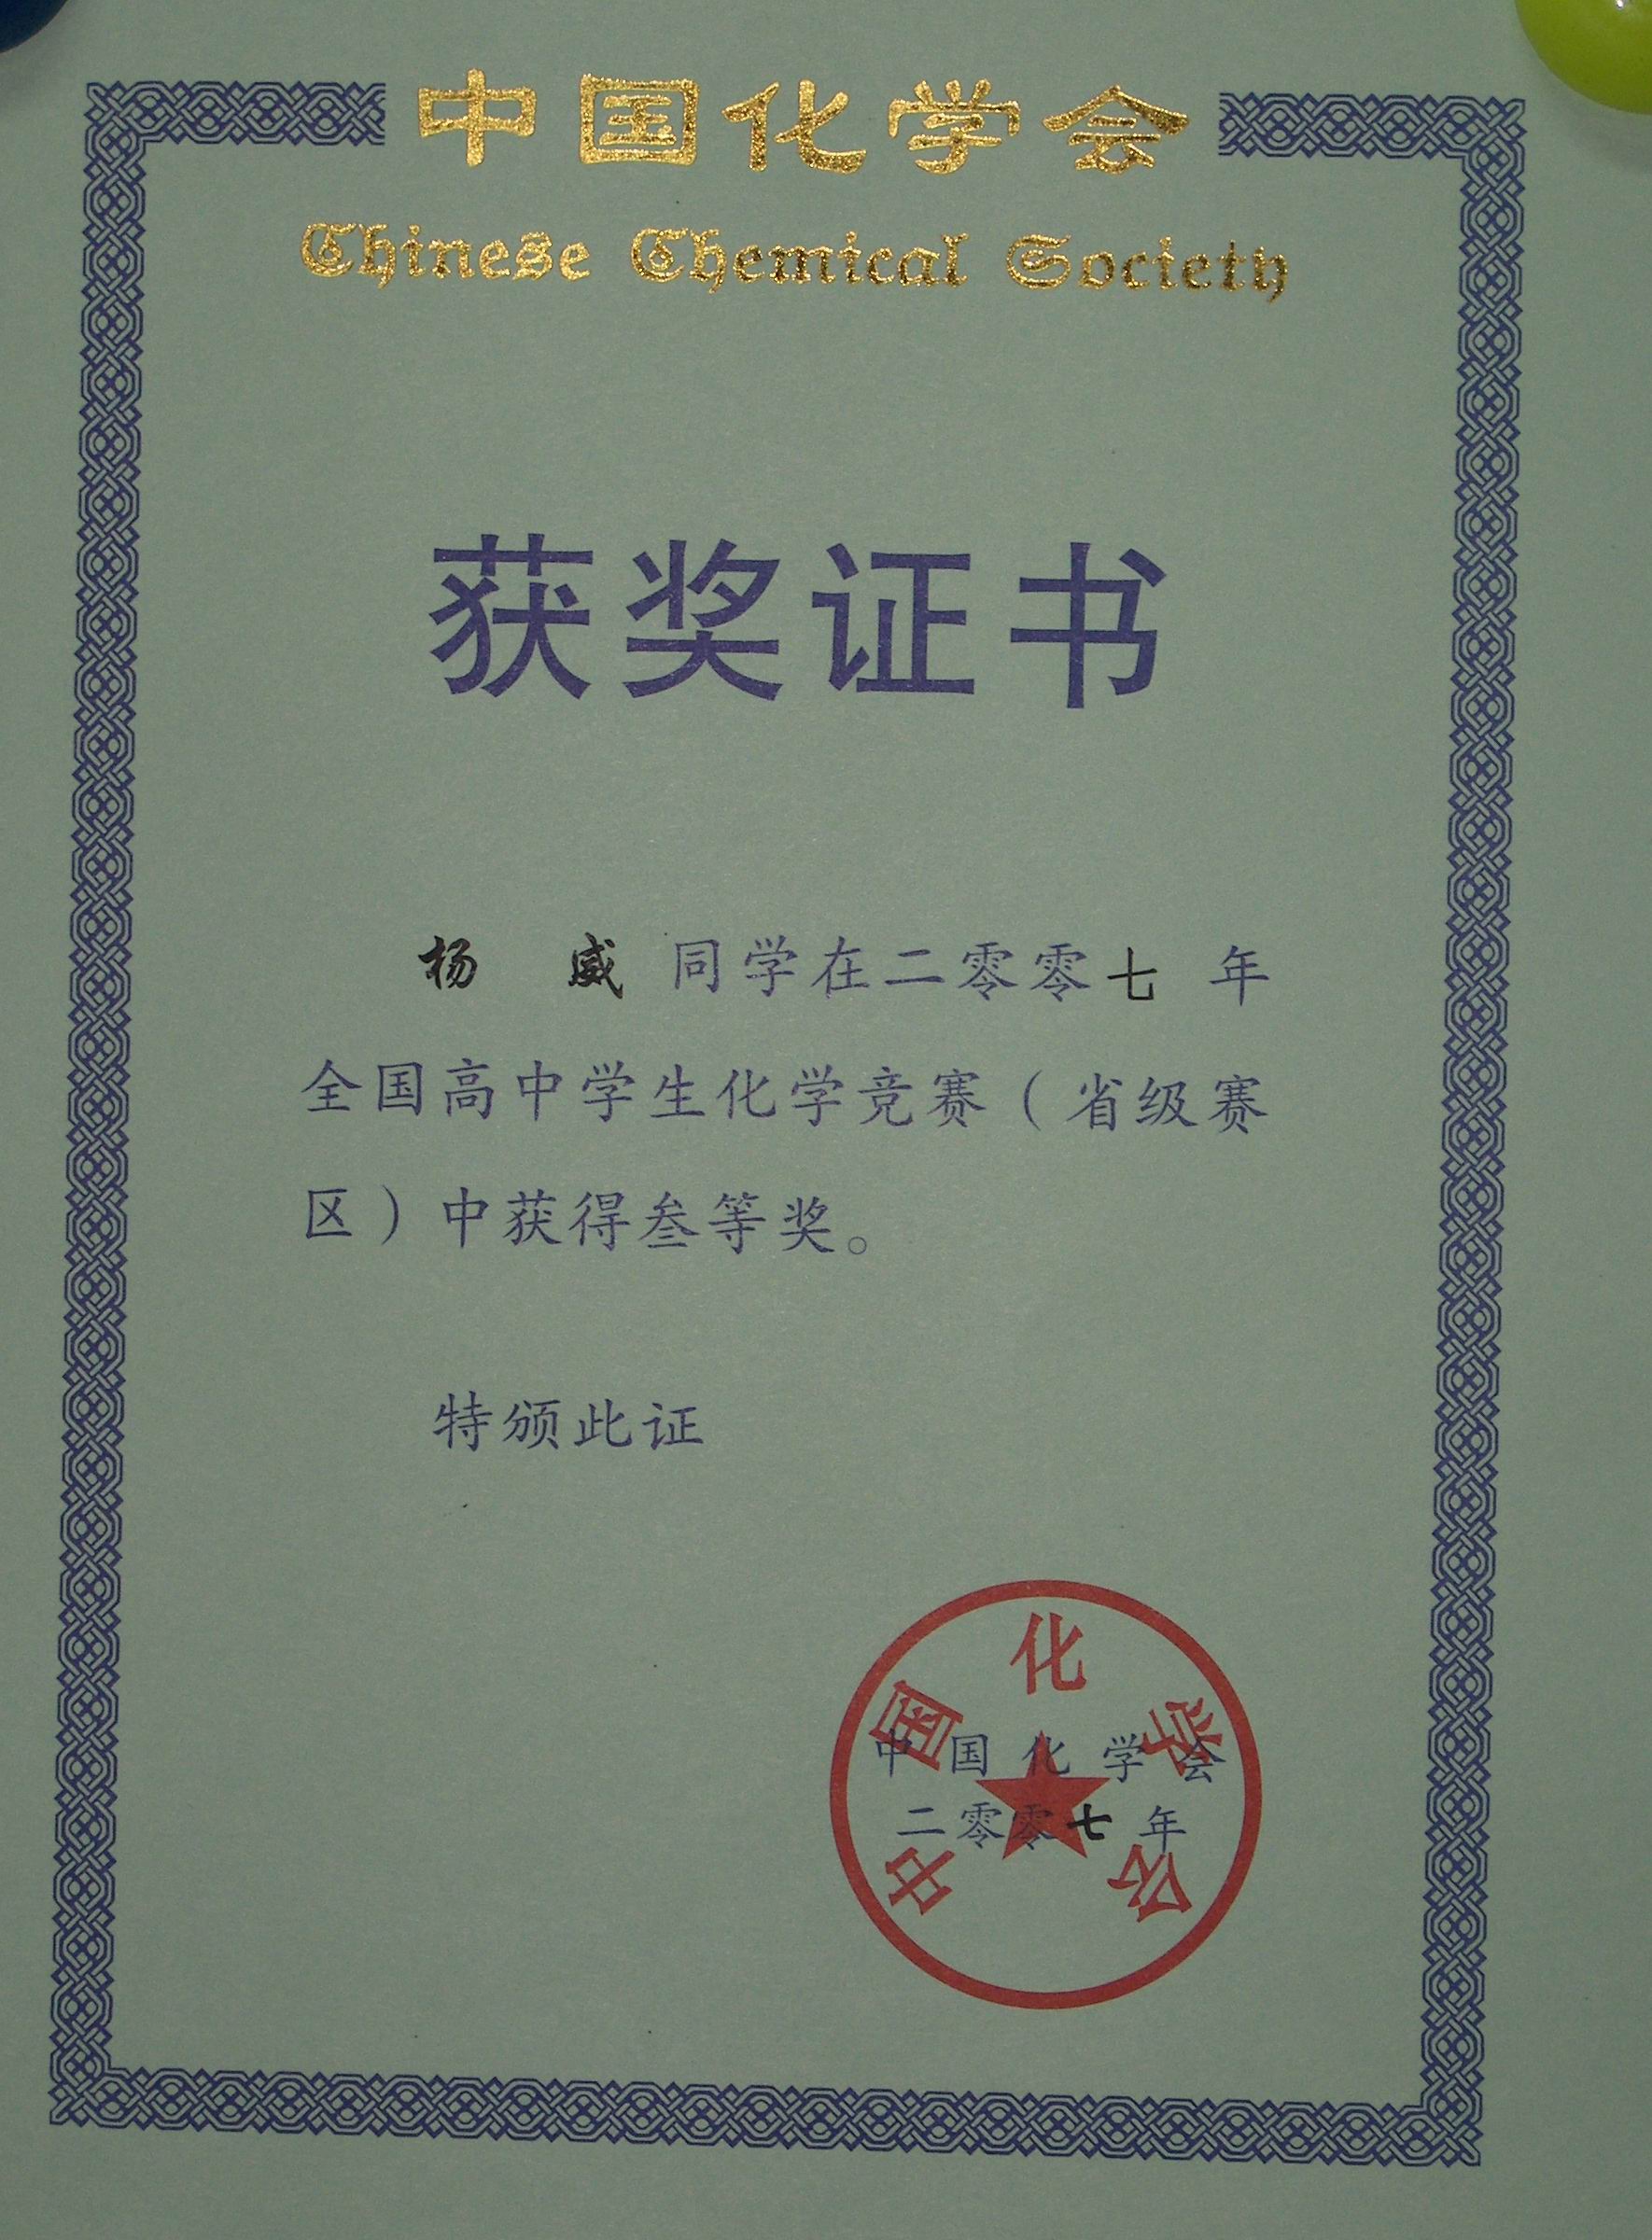 中国化学会
Chinese Chemical Society
获奖证书
杨 威 同学在二零零七 年
全国高中学生化学竞赛（省级赛
区）中获得叁等奖。
特颁此证
中国化学会
中国化学会
二零零七年